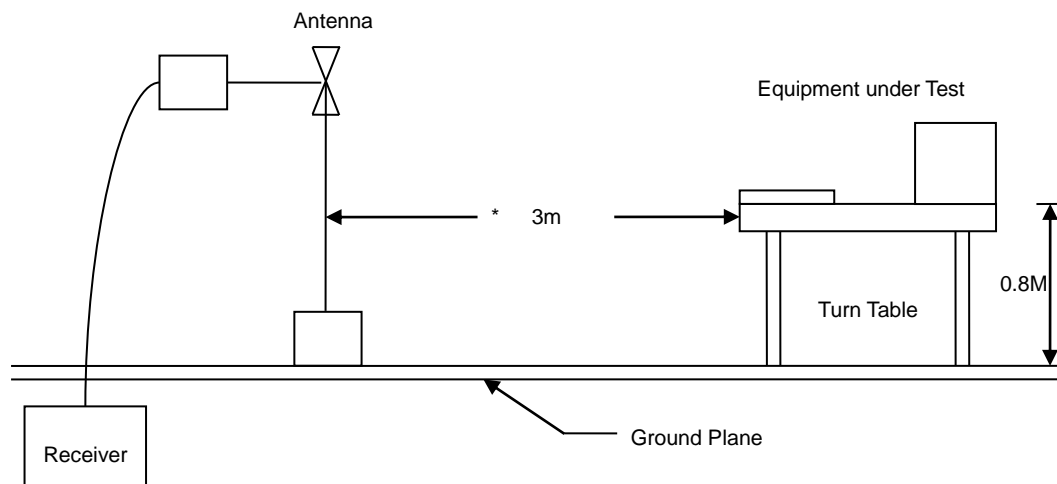 Antenna
Equipment under Test
* 3m
0.8M
Turn Table
Ground Plane
Receiver